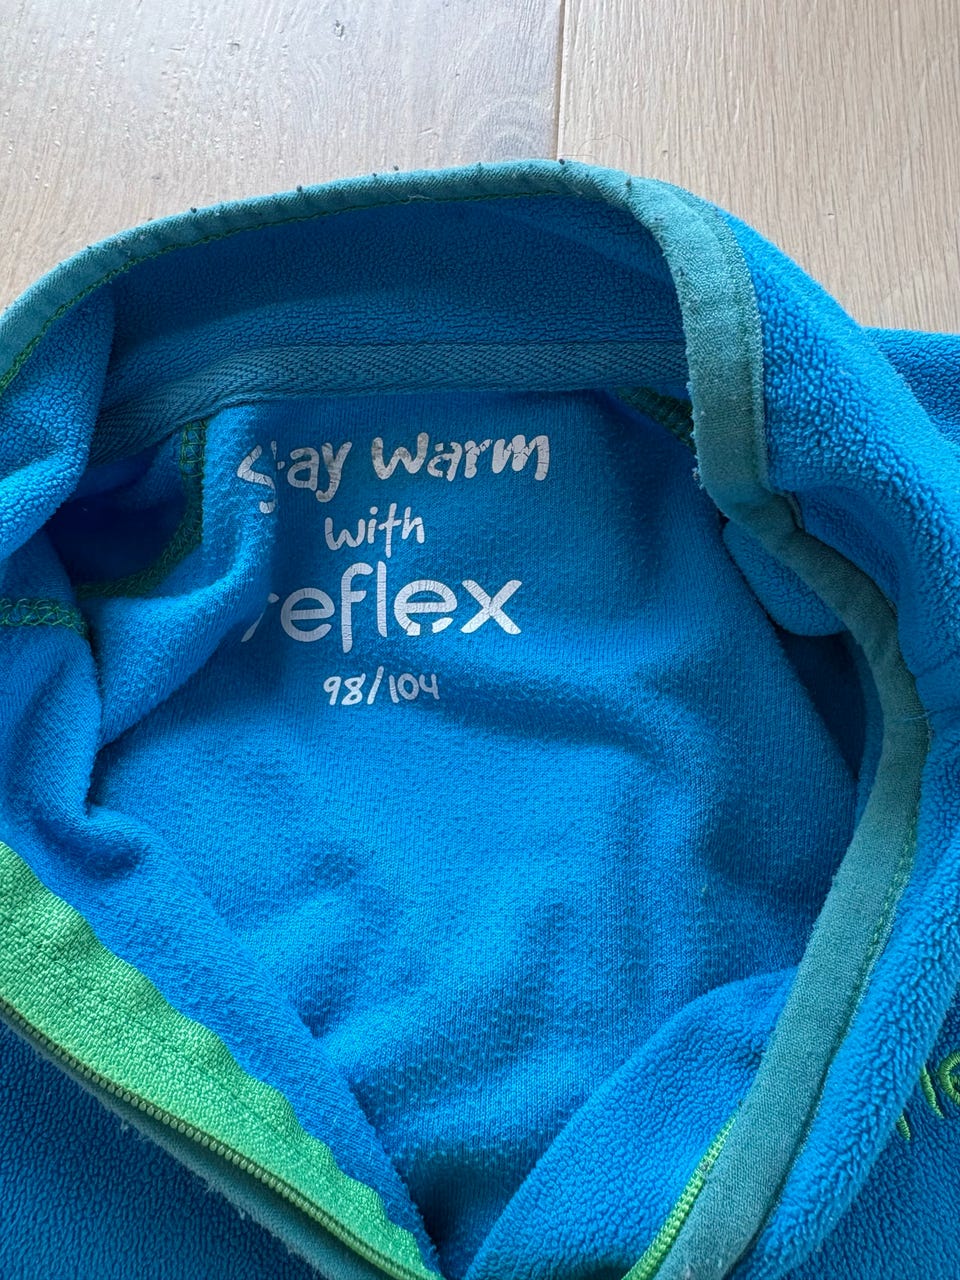 Stay Warm
with
reflex
98/104